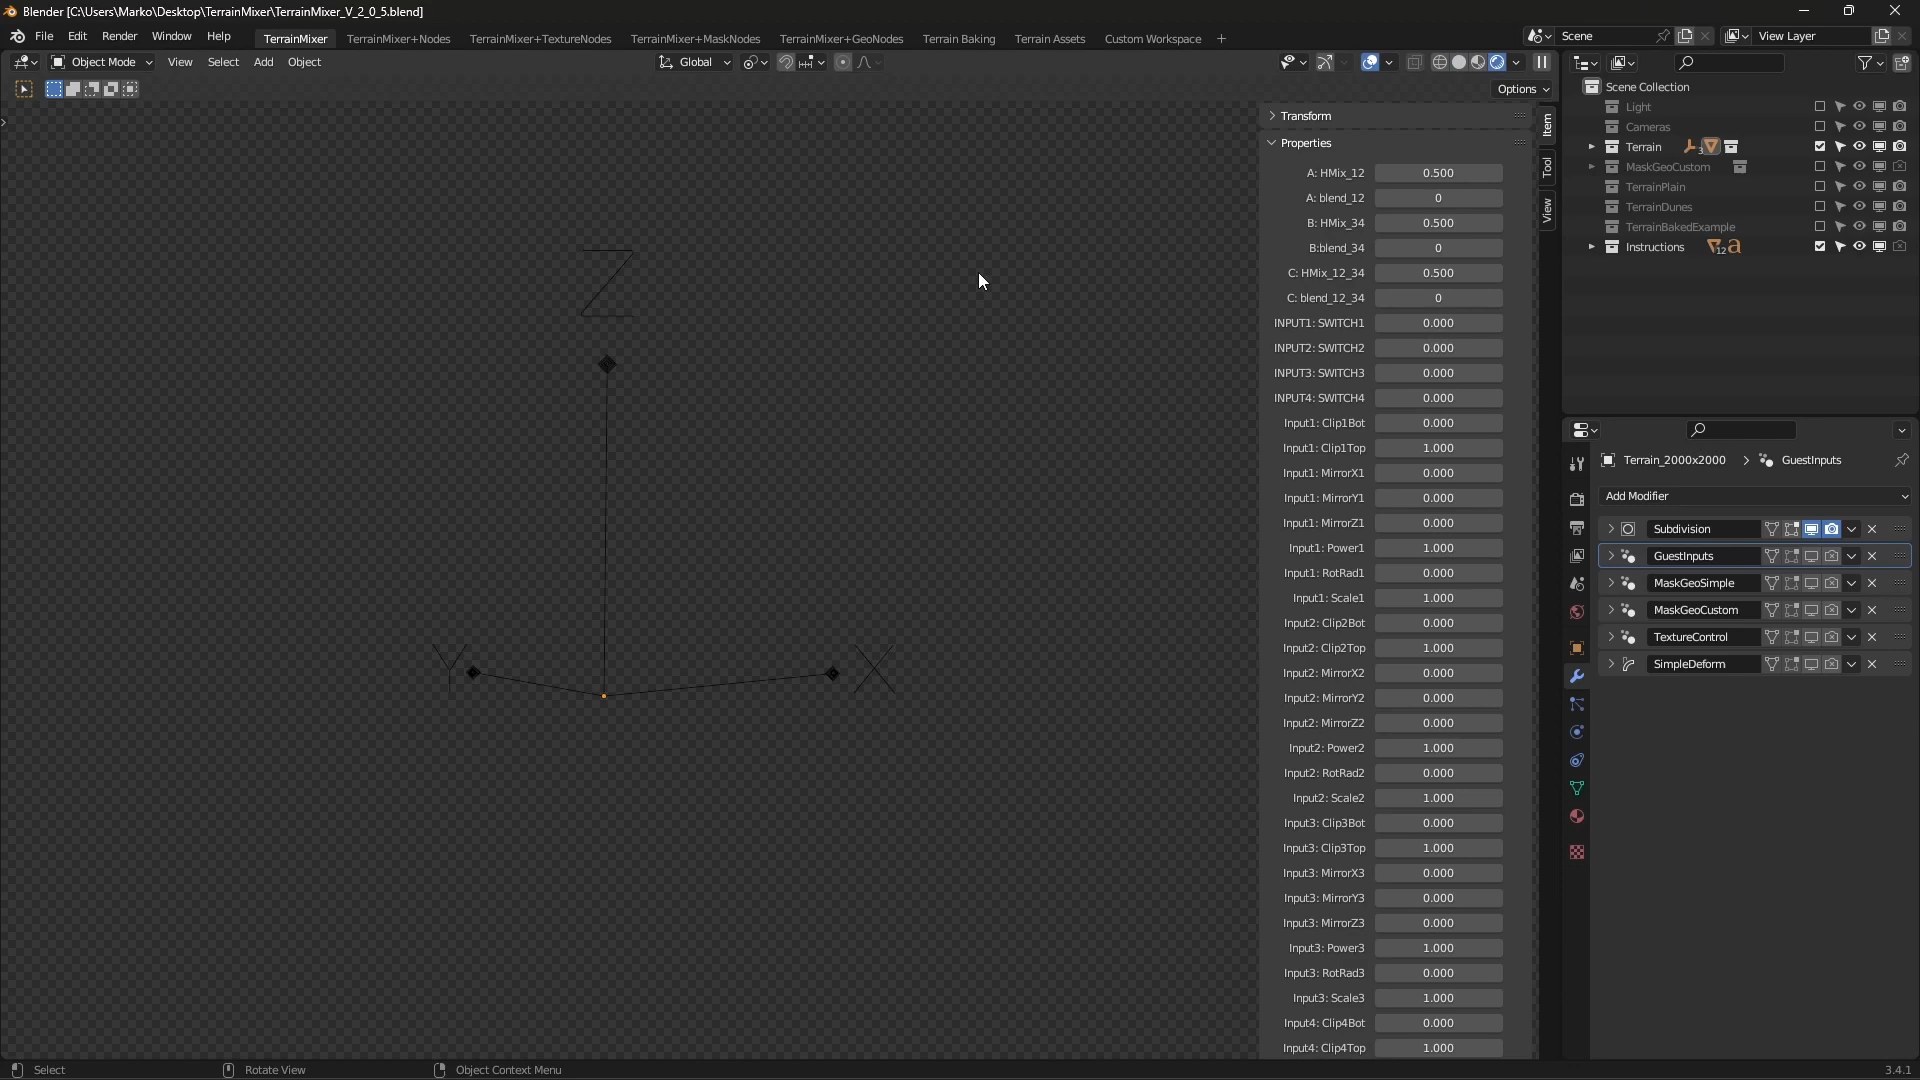 Blender [C:\Users\Marko\Desktop\TerrainMixer\TerrainMixer_V_2_0_5.blend]
File Edit Render Window Help TerrainMixer TerrainMixer+Nodes TerrainMixer+TextureNodes TerrainMixer+MaskNodes TerrainMixer+GeoNodes Terrain Baking Terrain Assets Custom Workspace + Scene View Layer
Object Mode View Select Add Object Global
Options
Z
Y
X
Transform
Properties
A: HMix_12 0.500
A: blend_12 0
B: HMix_34 0.500
B:blend_34 0
C: HMix_12_34 0.500
C: blend_12_34 0
INPUT1: SWITCH1 0.000
INPUT2: SWITCH2 0.000
INPUT3: SWITCH3 0.000
INPUT4: SWITCH4 0.000
Input1: Clip1Bot 0.000
Input1: Clip1Top 1.000
Input1: MirrorX1 0.000
Input1: MirrorY1 0.000
Input1: MirrorZ1 0.000
Input1: Power1 1.000
Input1: RotRad1 0.000
Input1: Scale1 1.000
Input2: Clip2Bot 0.000
Input2: Clip2Top 1.000
Input2: MirrorX2 0.000
Input2: MirrorY2 0.000
Input2: MirrorZ2 0.000
Input2: Power2 1.000
Input2: RotRad2 0.000
Input2: Scale2 1.000
Input3: Clip3Bot 0.000
Input3: Clip3Top 1.000
Input3: MirrorX3 0.000
Input3: MirrorY3 0.000
Input3: MirrorZ3 0.000
Input3: Power3 1.000
Input3: RotRad3 0.000
Input3: Scale3 1.000
Input4: Clip4Bot 0.000
Input4: Clip4Top 1.000
Item
Tool
View
Scene Collection
Light
Cameras
Terrain 3
MaskGeoCustom
TerrainPlain
TerrainDunes
TerrainBakedExample
Instructions 12 a
Terrain_2000x2000 GuestInputs
Add Modifier
Subdivision
GuestInputs
MaskGeoSimple
MaskGeoCustom
TextureControl
SimpleDeform
Select Rotate View Object Context Menu 3.4.1